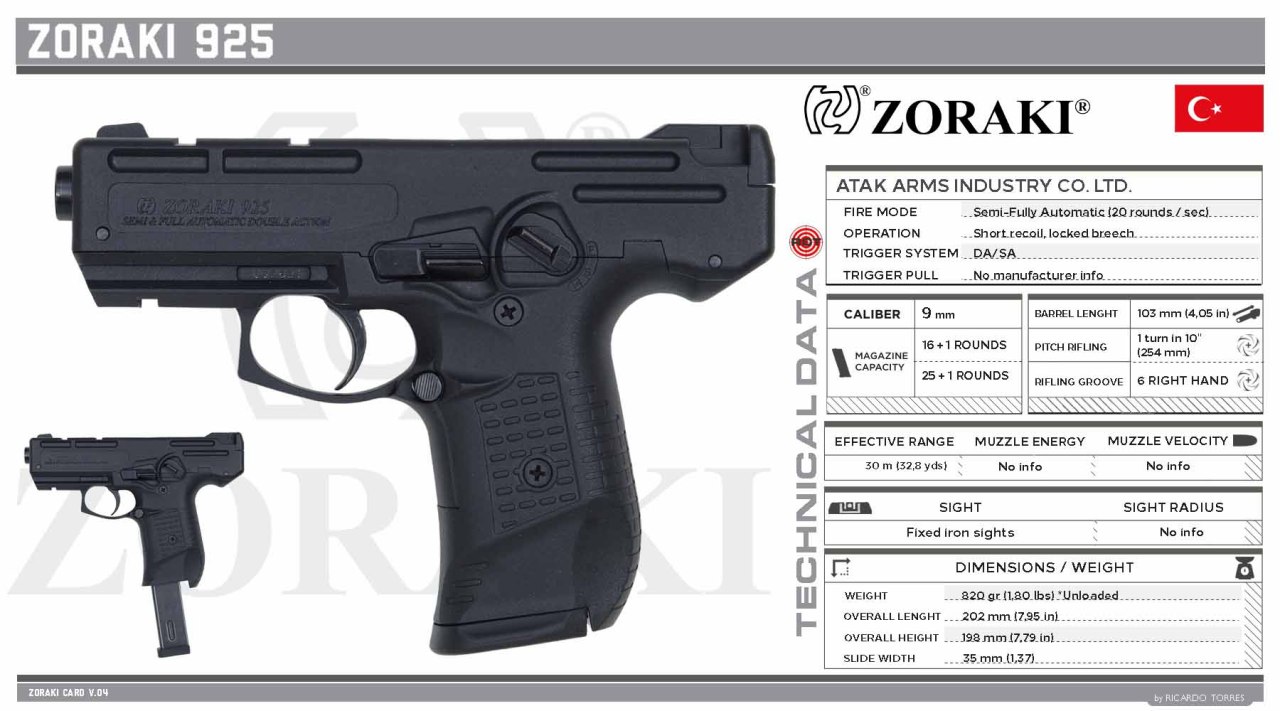 ZORAKI 925
ZORAKI®
ATAK ARMS INDUSTRY CO. LTD.
FIRE MODE Semi-Fully Automatic (20 rounds / sec)
OPERATION Short recoil, locked breech
TRIGGER SYSTEM DA/SA
TRIGGER PULL No manufacturer info
CALIBER 9 mm
MAGAZINE CAPACITY 16 + 1 ROUNDS
25 + 1 ROUNDS
BARREL LENGHT 103 mm (4,05 in)
PITCH RIFLING 1 turn in 10" (254 mm)
RIFLING GROOVE 6 RIGHT HAND
EFFECTIVE RANGE MUZZLE ENERGY MUZZLE VELOCITY
30 m (32,8 yds) No info No info
SIGHT SIGHT RADIUS
Fixed iron sights No info
DIMENSIONS / WEIGHT
WEIGHT 820 gr (1,80 lbs) *Unloaded
OVERALL LENGHT 202 mm (7,95 in)
OVERALL HEIGHT 198 mm (7,79 in)
SLIDE WIDTH 35 mm (1,37)
TECHNICAL DATA
RDT
ZORAKI 925
SEMI & FULL AUTOMATIC DOUBLE ACTION
ZORAKI
ZORAKI CARD V.04
by RICARDO TORRES